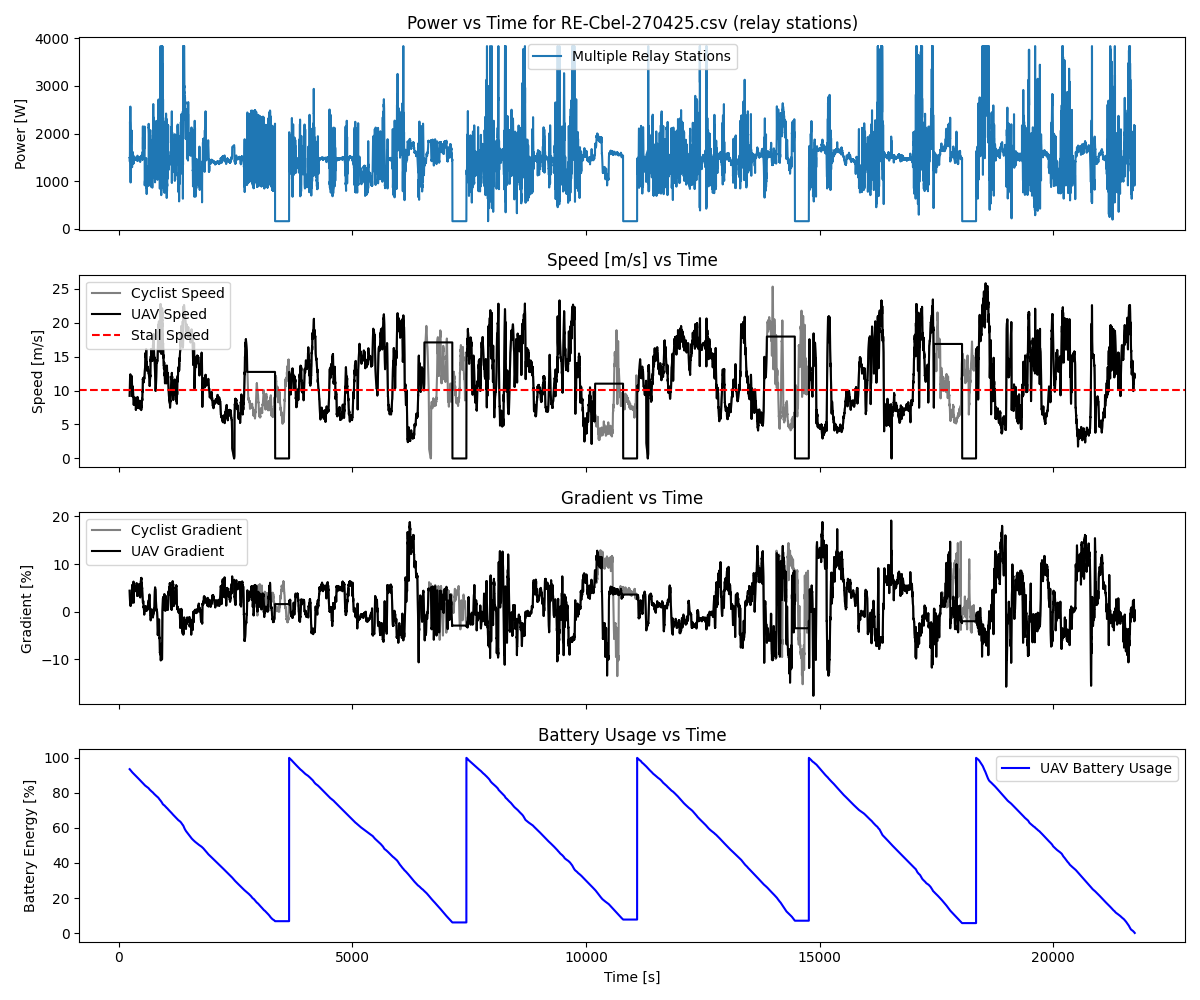 Power vs Time for RE-Cbel-270425.csv (relay stations)
4000
3000
2000
1000
0
Power [W]
Multiple Relay Stations
Speed [m/s] vs Time
25
20
15
10
5
0
Speed [m/s]
Cyclist Speed
UAV Speed
Stall Speed
Gradient vs Time
20
10
0
−10
Gradient [%]
Cyclist Gradient
UAV Gradient
Battery Usage vs Time
100
80
60
40
20
0
Battery Energy [%]
UAV Battery Usage
0 5000 10000 15000 20000
Time [s]